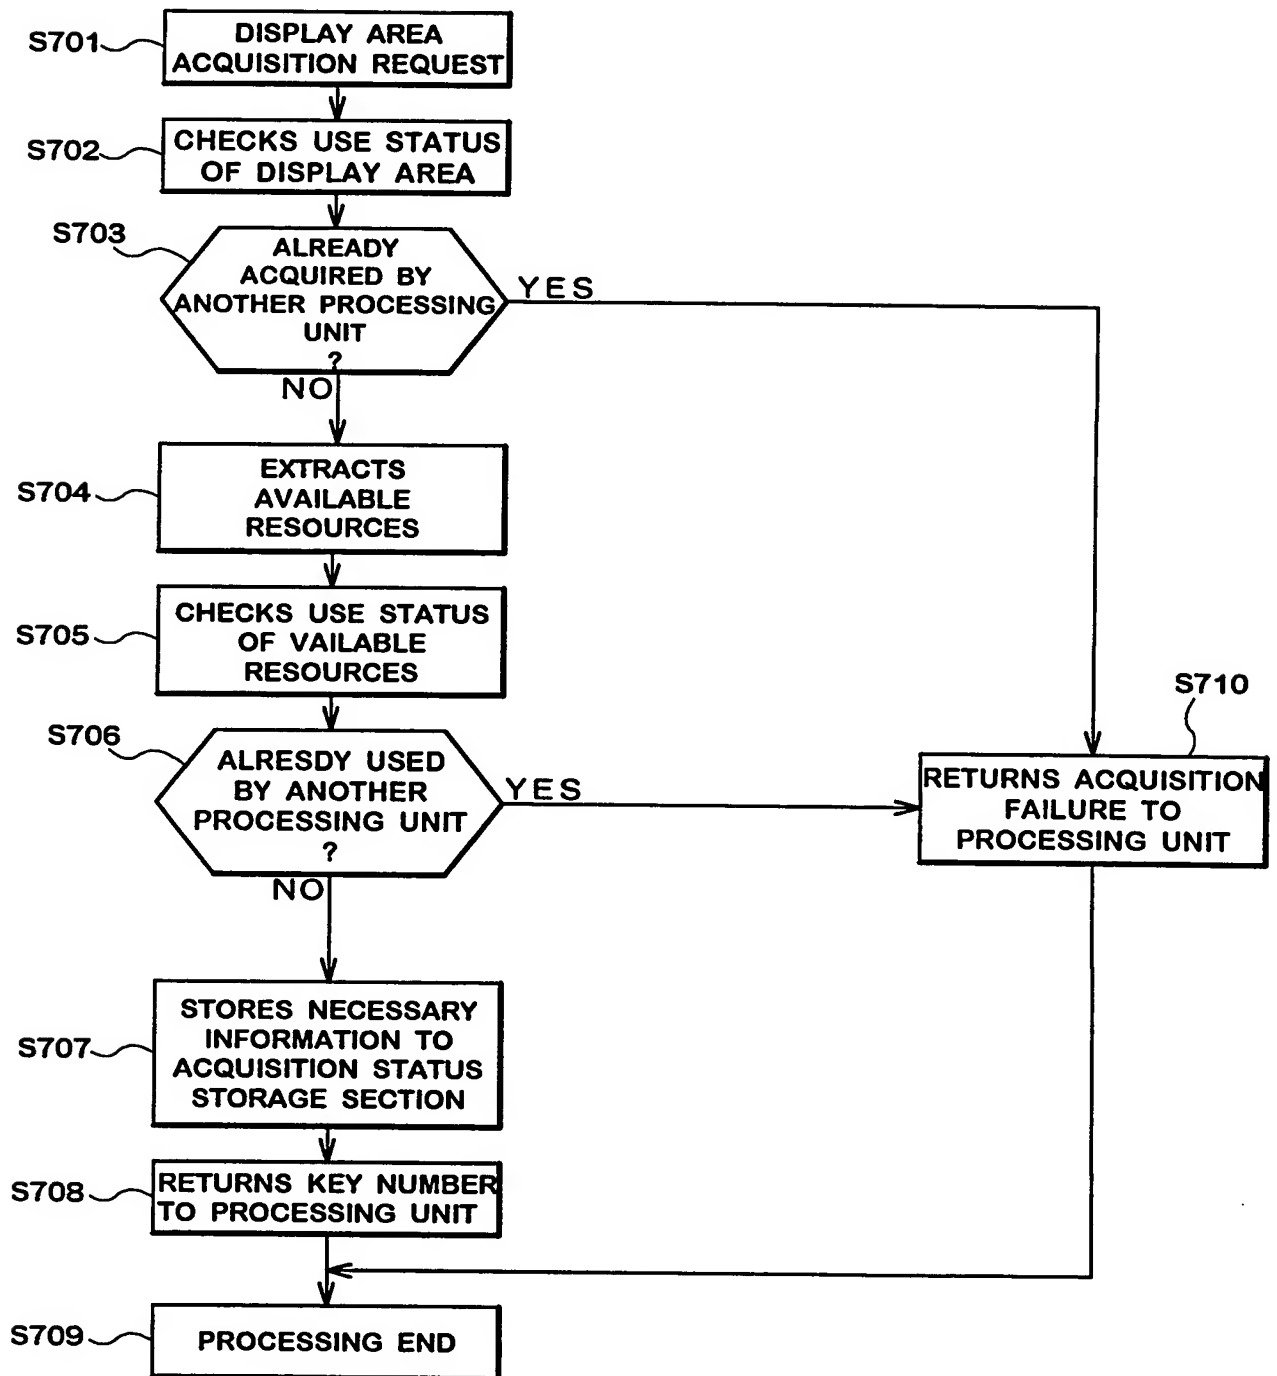 S701
DISPLAY AREA
ACQUISITION REQUEST
S702
CHECKS USE STATUS
OF DISPLAY AREA
S703
ALREADY
ACQUIRED BY
ANOTHER PROCESSING
UNIT
?
YES
NO
S704
EXTRACTS
AVAILABLE
RESOURCES
S705
CHECKS USE STATUS
OF VAILABLE
RESOURCES
S706
ALRESDY USED
BY ANOTHER
PROCESSING UNIT
?
YES
NO
S710
RETURNS ACQUISITION
FAILURE TO
PROCESSING UNIT
S707
STORES NECESSARY
INFORMATION TO
ACQUISITION STATUS
STORAGE SECTION
S708
RETURNS KEY NUMBER
TO PROCESSING UNIT
S709
PROCESSING END